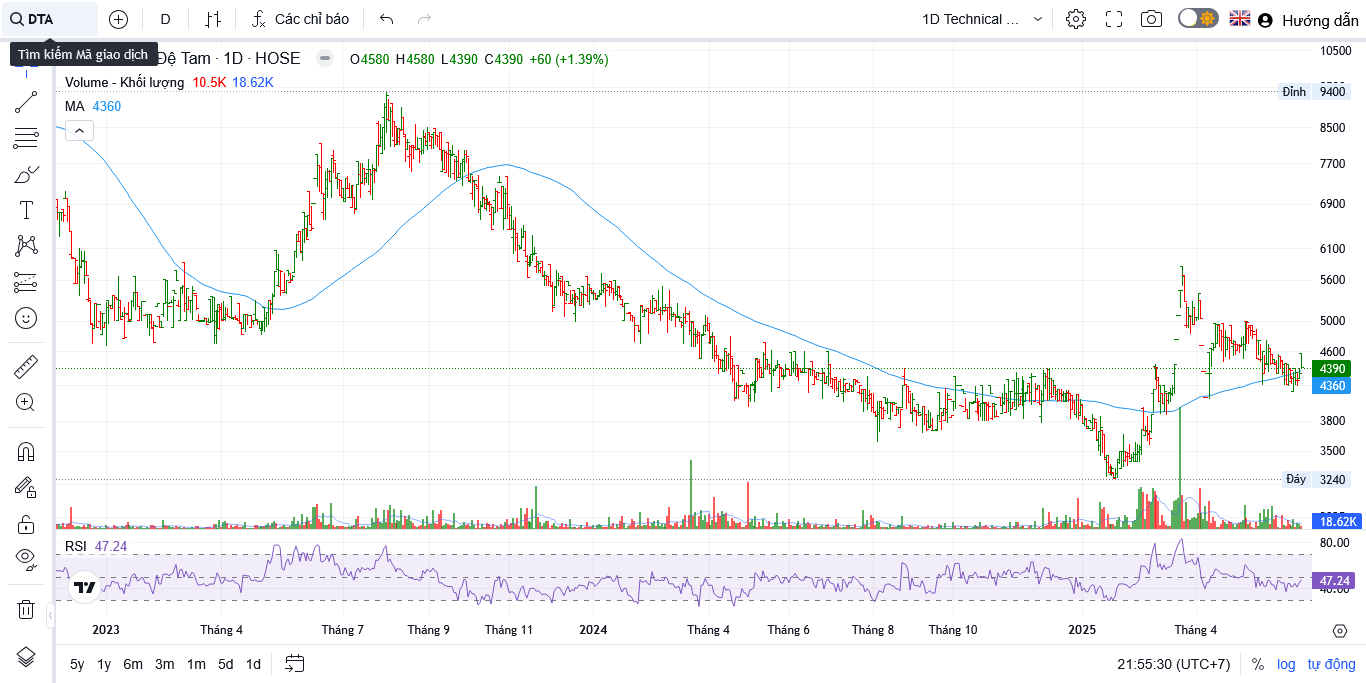 DTA D Các chỉ báo 1D Technical ... Hướng dẫn
Tìm kiếm Mã giao dịch
Đệ Tam · 1D · HOSE O4580 H4580 L4390 C4390 +60 (+1.39%)
Volume - Khối lượng 10.5K 18.62K
MA 4360
10500
Đỉnh 9400
8500
7700
6900
6100
5600
5000
4600
4390
4360
3800
3500
Đáy 3240
18.62K
RSI 47.24
80.00
47.24
40.00
2023 Tháng 4 Tháng 7 Tháng 9 Tháng 11 2024 Tháng 4 Tháng 6 Tháng 8 Tháng 10 2025 Tháng 4
5y 1y 6m 3m 1m 5d 1d 21:55:30 (UTC+7) % log tự động